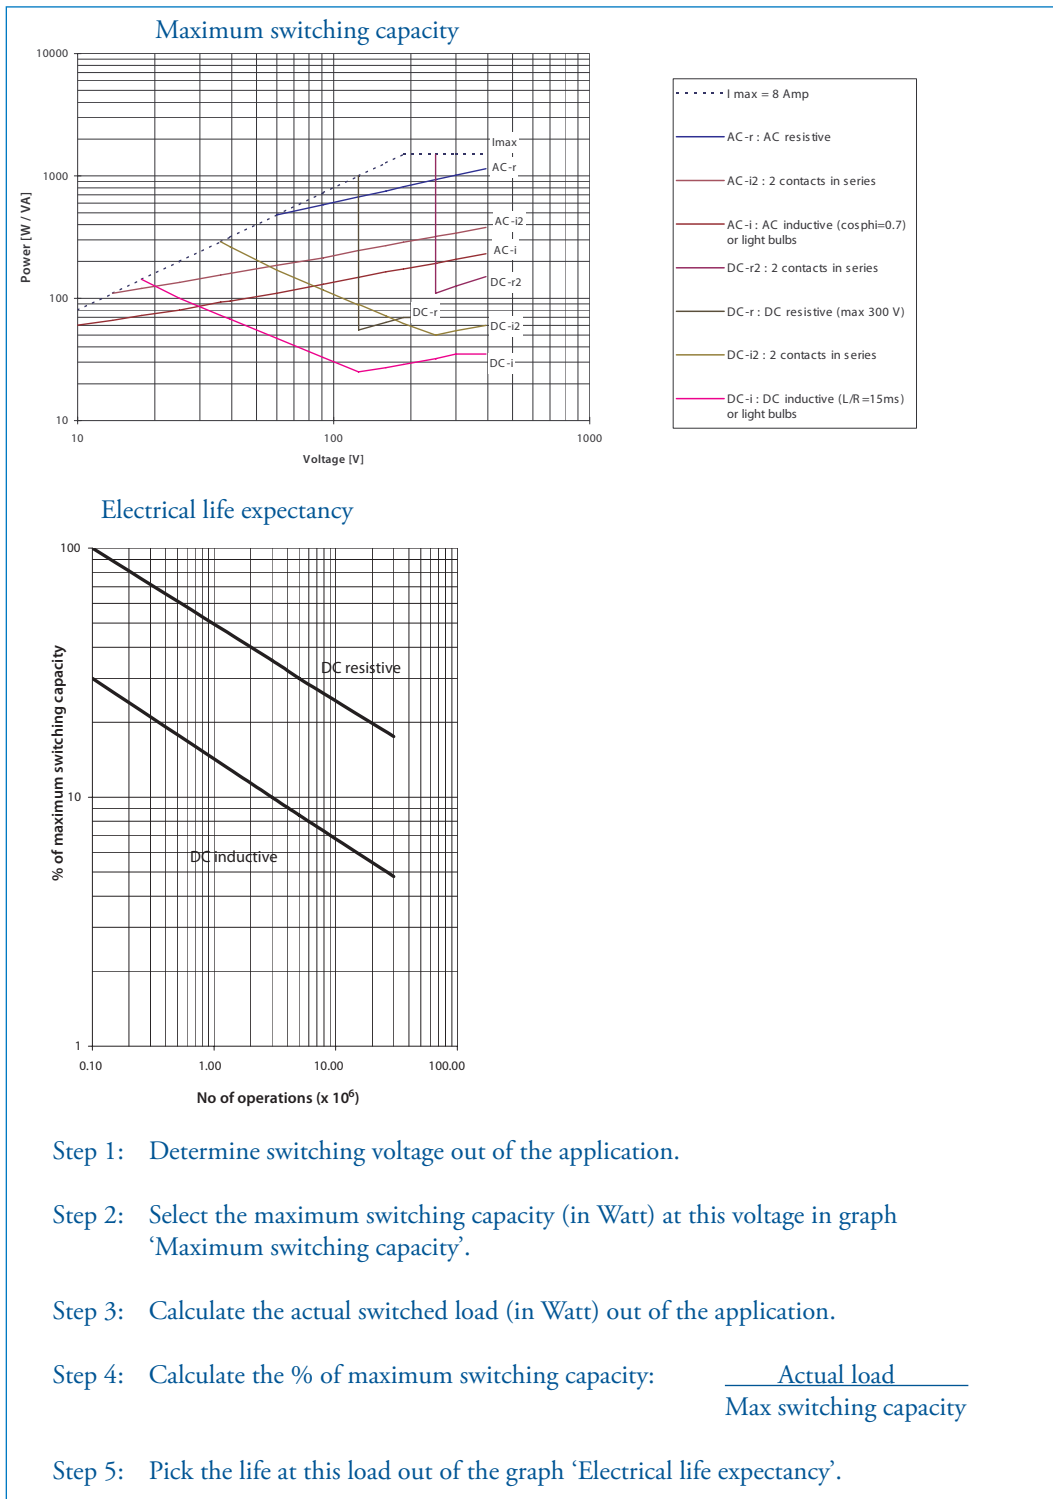 Maximum switching capacity
10000
1000
100
10
Power [W / VA]
10
100
1000
Voltage [V]
Imax
AC-r
AC-i2
AC-i
DC-r2
DC-r
DC-i2
DC-i
I max = 8 Amp
AC-r : AC resistive
AC-i2 : 2 contacts in series
AC-i : AC inductive (cosphi=0.7)
or light bulbs
DC-r2 : 2 contacts in series
DC-r : DC resistive (max 300 V)
DC-i2 : 2 contacts in series
DC-i : DC inductive (L/R=15ms)
or light bulbs
Electrical life expectancy
100
10
1
% of maximum switching capacity
DC resistive
DC inductive
0.10
1.00
10.00
100.00
No of operations (x 10⁶)
Step 1: Determine switching voltage out of the application.
Step 2: Select the maximum switching capacity (in Watt) at this voltage in graph
‘Maximum switching capacity’.
Step 3: Calculate the actual switched load (in Watt) out of the application.
Step 4: Calculate the % of maximum switching capacity: Actual load
Max switching capacity
Step 5: Pick the life at this load out of the graph ‘Electrical life expectancy’.